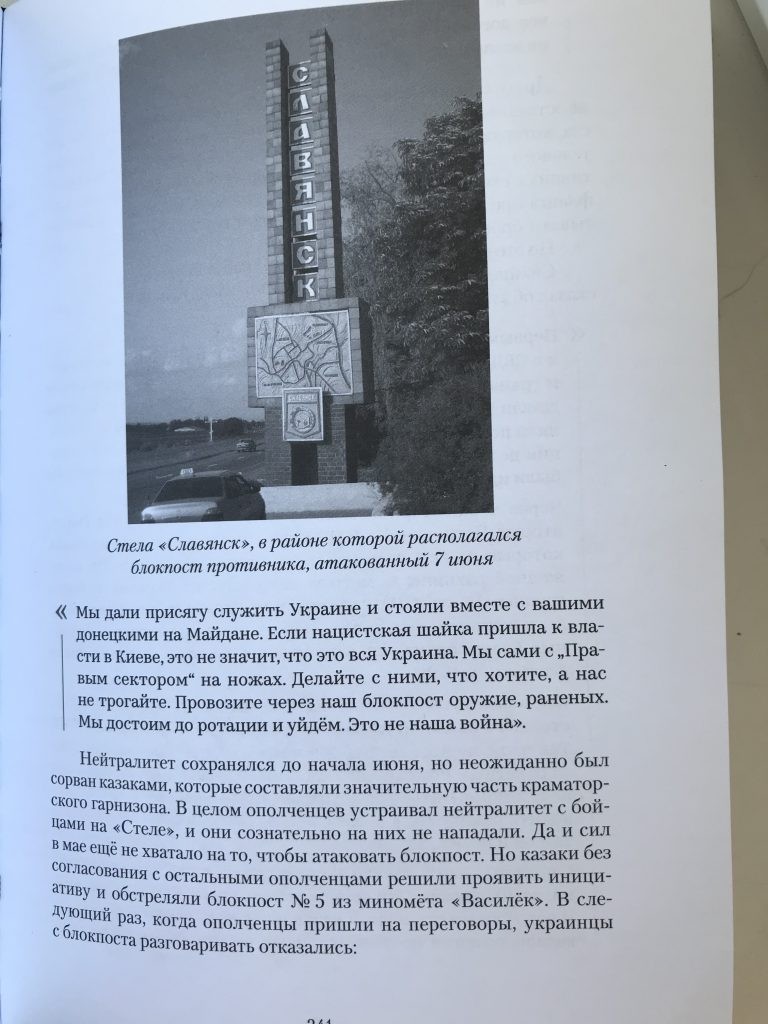 СЛАВЯНСК
Стела «Славянск», в районе которой располагался
блокпост противника, атакованный 7 июня
« Мы дали присягу служить Украине и стояли вместе с вашими
донецкими на Майдане. Если нацистская шайка пришла к вла-
сти в Киеве, это не значит, что это вся Украина. Мы сами с „Пра-
вым сектором“ на ножах. Делайте с ними, что хотите, а нас
не трогайте. Провозите через наш блокпост оружие, раненых.
Мы достоим до ротации и уйдём. Это не наша война».
Нейтралитет сохранялся до начала июня, но неожиданно был
сорван казаками, которые составляли значительную часть краматор-
ского гарнизона. В целом ополченцев устраивал нейтралитет с бой-
цами на «Стеле», и они сознательно на них не нападали. Да и сил
в мае ещё не хватало на то, чтобы атаковать блокпост. Но казаки без
согласования с остальными ополченцами решили проявить иници-
ативу и обстреляли блокпост № 5 из миномёта «Василёк». В сле-
дующий раз, когда ополченцы пришли на переговоры, украинцы
с блокпоста разговаривать отказались: